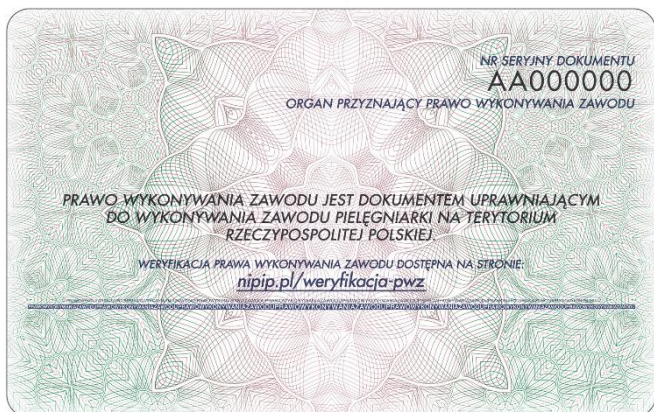 NR SERYJNY DOKUMENTU
AA000000
ORGAN PRZYZNAJĄCY PRAWO WYKONYWANIA ZAWODU
PRAWO WYKONYWANIA ZAWODU JEST DOKUMENTEM UPRAWNIAJĄCYM
DO WYKONYWANIA ZAWODU PIELĘGNIARKI NA TERYTORIUM
RZECZYPOSPOLITEJ POLSKIEJ.
WERYFIKACJA PRAWA WYKONYWANIA ZAWODU DOSTĘPNA NA STRONIE:
nipip.pl/weryfikacja-pwz